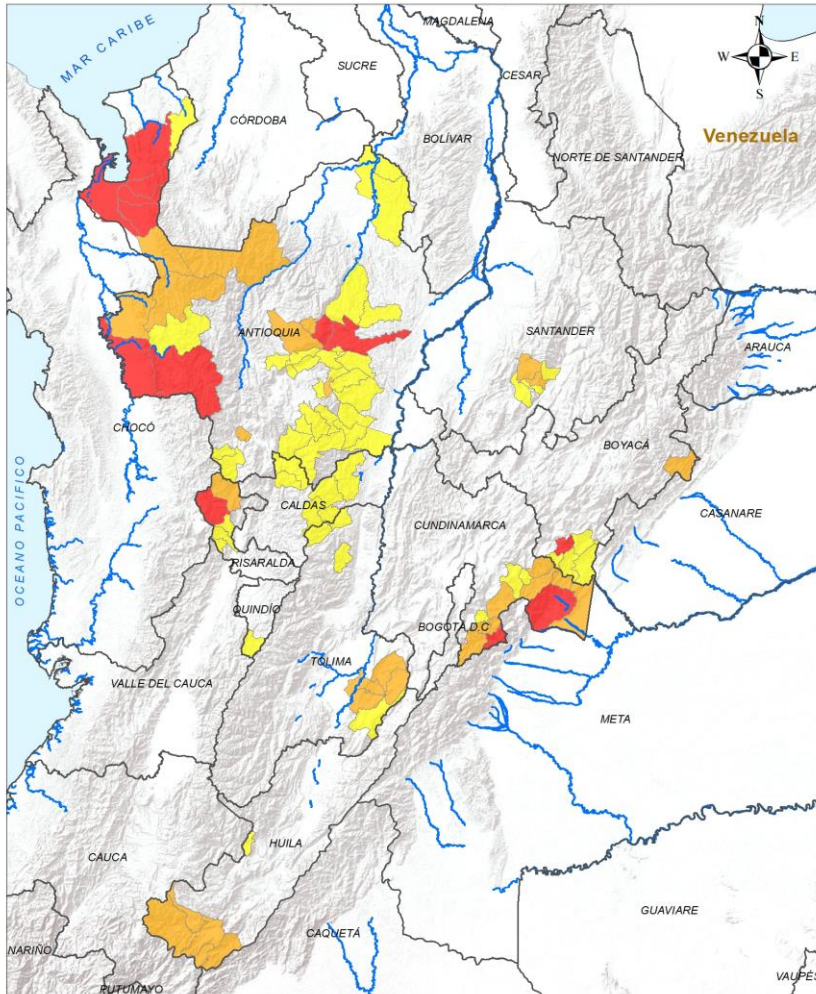 MAGDALENA
N
MAR CARIBE
W
E
SUCRE
CESAR
S
CÓRDOBA
BOLÍVAR
Venezuela
NORTE DE SANTANDER
ANTIOQUIA
SANTANDER
ARAUCA
CHOCÓ
BOYACÁ
OCEANO PACIFICO
CALDAS
CASANARE
CUNDINAMARCA
RISARALDA
QUINDÍO
BOGOTÁ D.C
TOLIMA
VALLE DEL CAUCA
META
HUILA
CAUCA
GUAVIARE
CAQUETÁ
NARIÑO
VAUPÉS
PUTUMAYO